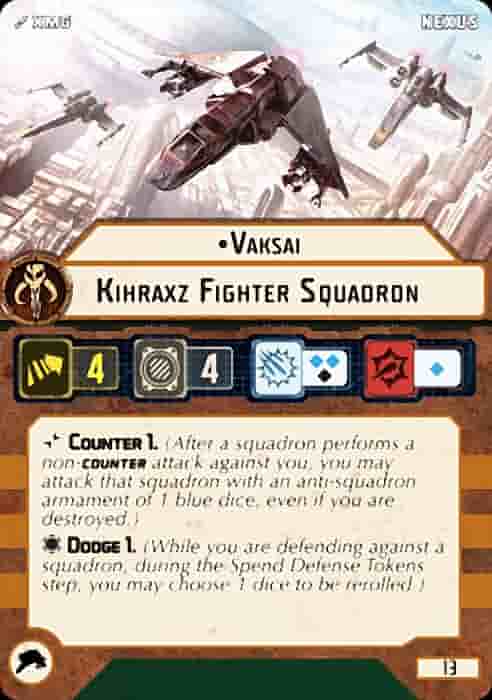 XMG NEXUS
•VAKSAI
KIHRAXZ FIGHTER SQUADRON
4 4
COUNTER 1. (After a squadron performs a
non-COUNTER attack against you, you may
attack that squadron with an anti-squadron
armament of 1 blue dice, even if you are
destroyed.)
DODGE 1. (While you are defending against a
squadron, during the Spend Defense Tokens
step, you may choose 1 dice to be rerolled.)
13